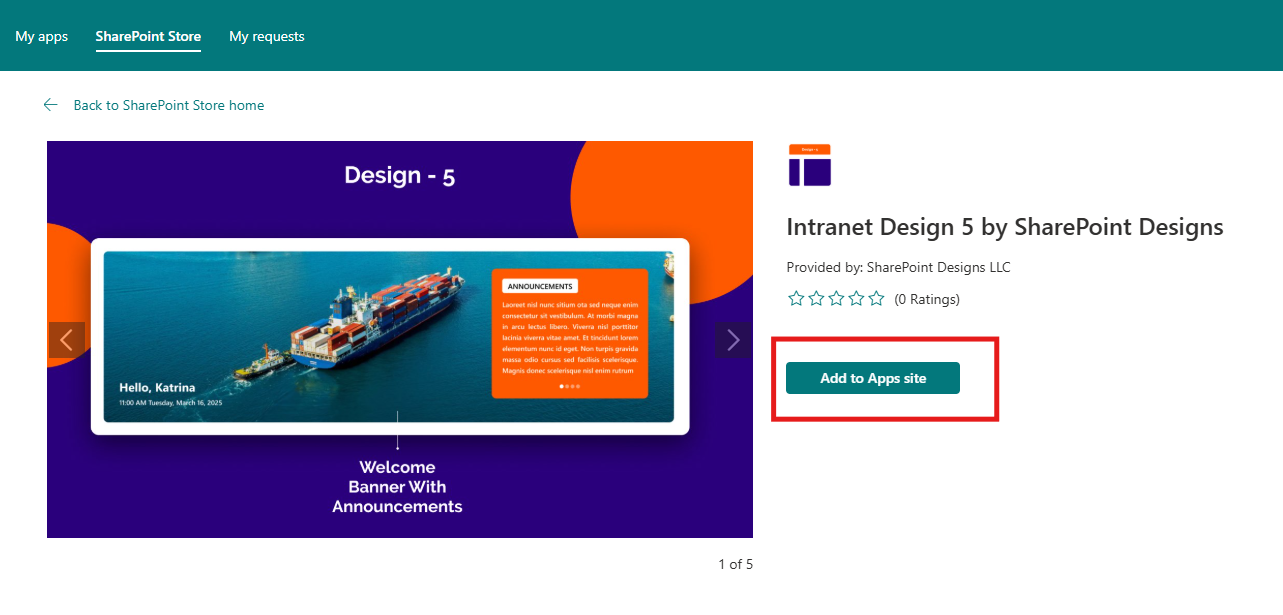 My apps
SharePoint Store
My requests
Back to SharePoint Store home
Design - 5
ANNOUNCEMENTS
Laoreet nisl nunc sitium ota sed neque enim
consectetur sit vestibulum. At morbi magna
in arcu lectus libero. Viverra nisl porttitor
lacinia viverra vitae amet. Et tincidunt lorem
elementum nunc id eget. Non turpis gravida
massa odio cursus sed facilisis scelerisque.
Magnis donec scelerisque nisl enim rutrum
Hello, Katrina
11:00 AM Tuesday, March 16, 2025
Welcome
Banner With
Announcements
1 of 5
Design - 5
Intranet Design 5 by SharePoint Designs
Provided by: SharePoint Designs LLC
(0 Ratings)
Add to Apps site